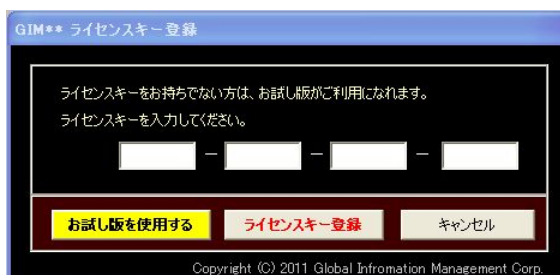 GIM** ライセンスキー登録
ライセンスキーをお持ちでない方は、お試し版がご利用になれます。
ライセンスキーを入力してください。
－ － －
お試し版を使用する ライセンスキー登録 キャンセル
Copyright (C) 2011 Global Infromation Management Corp.